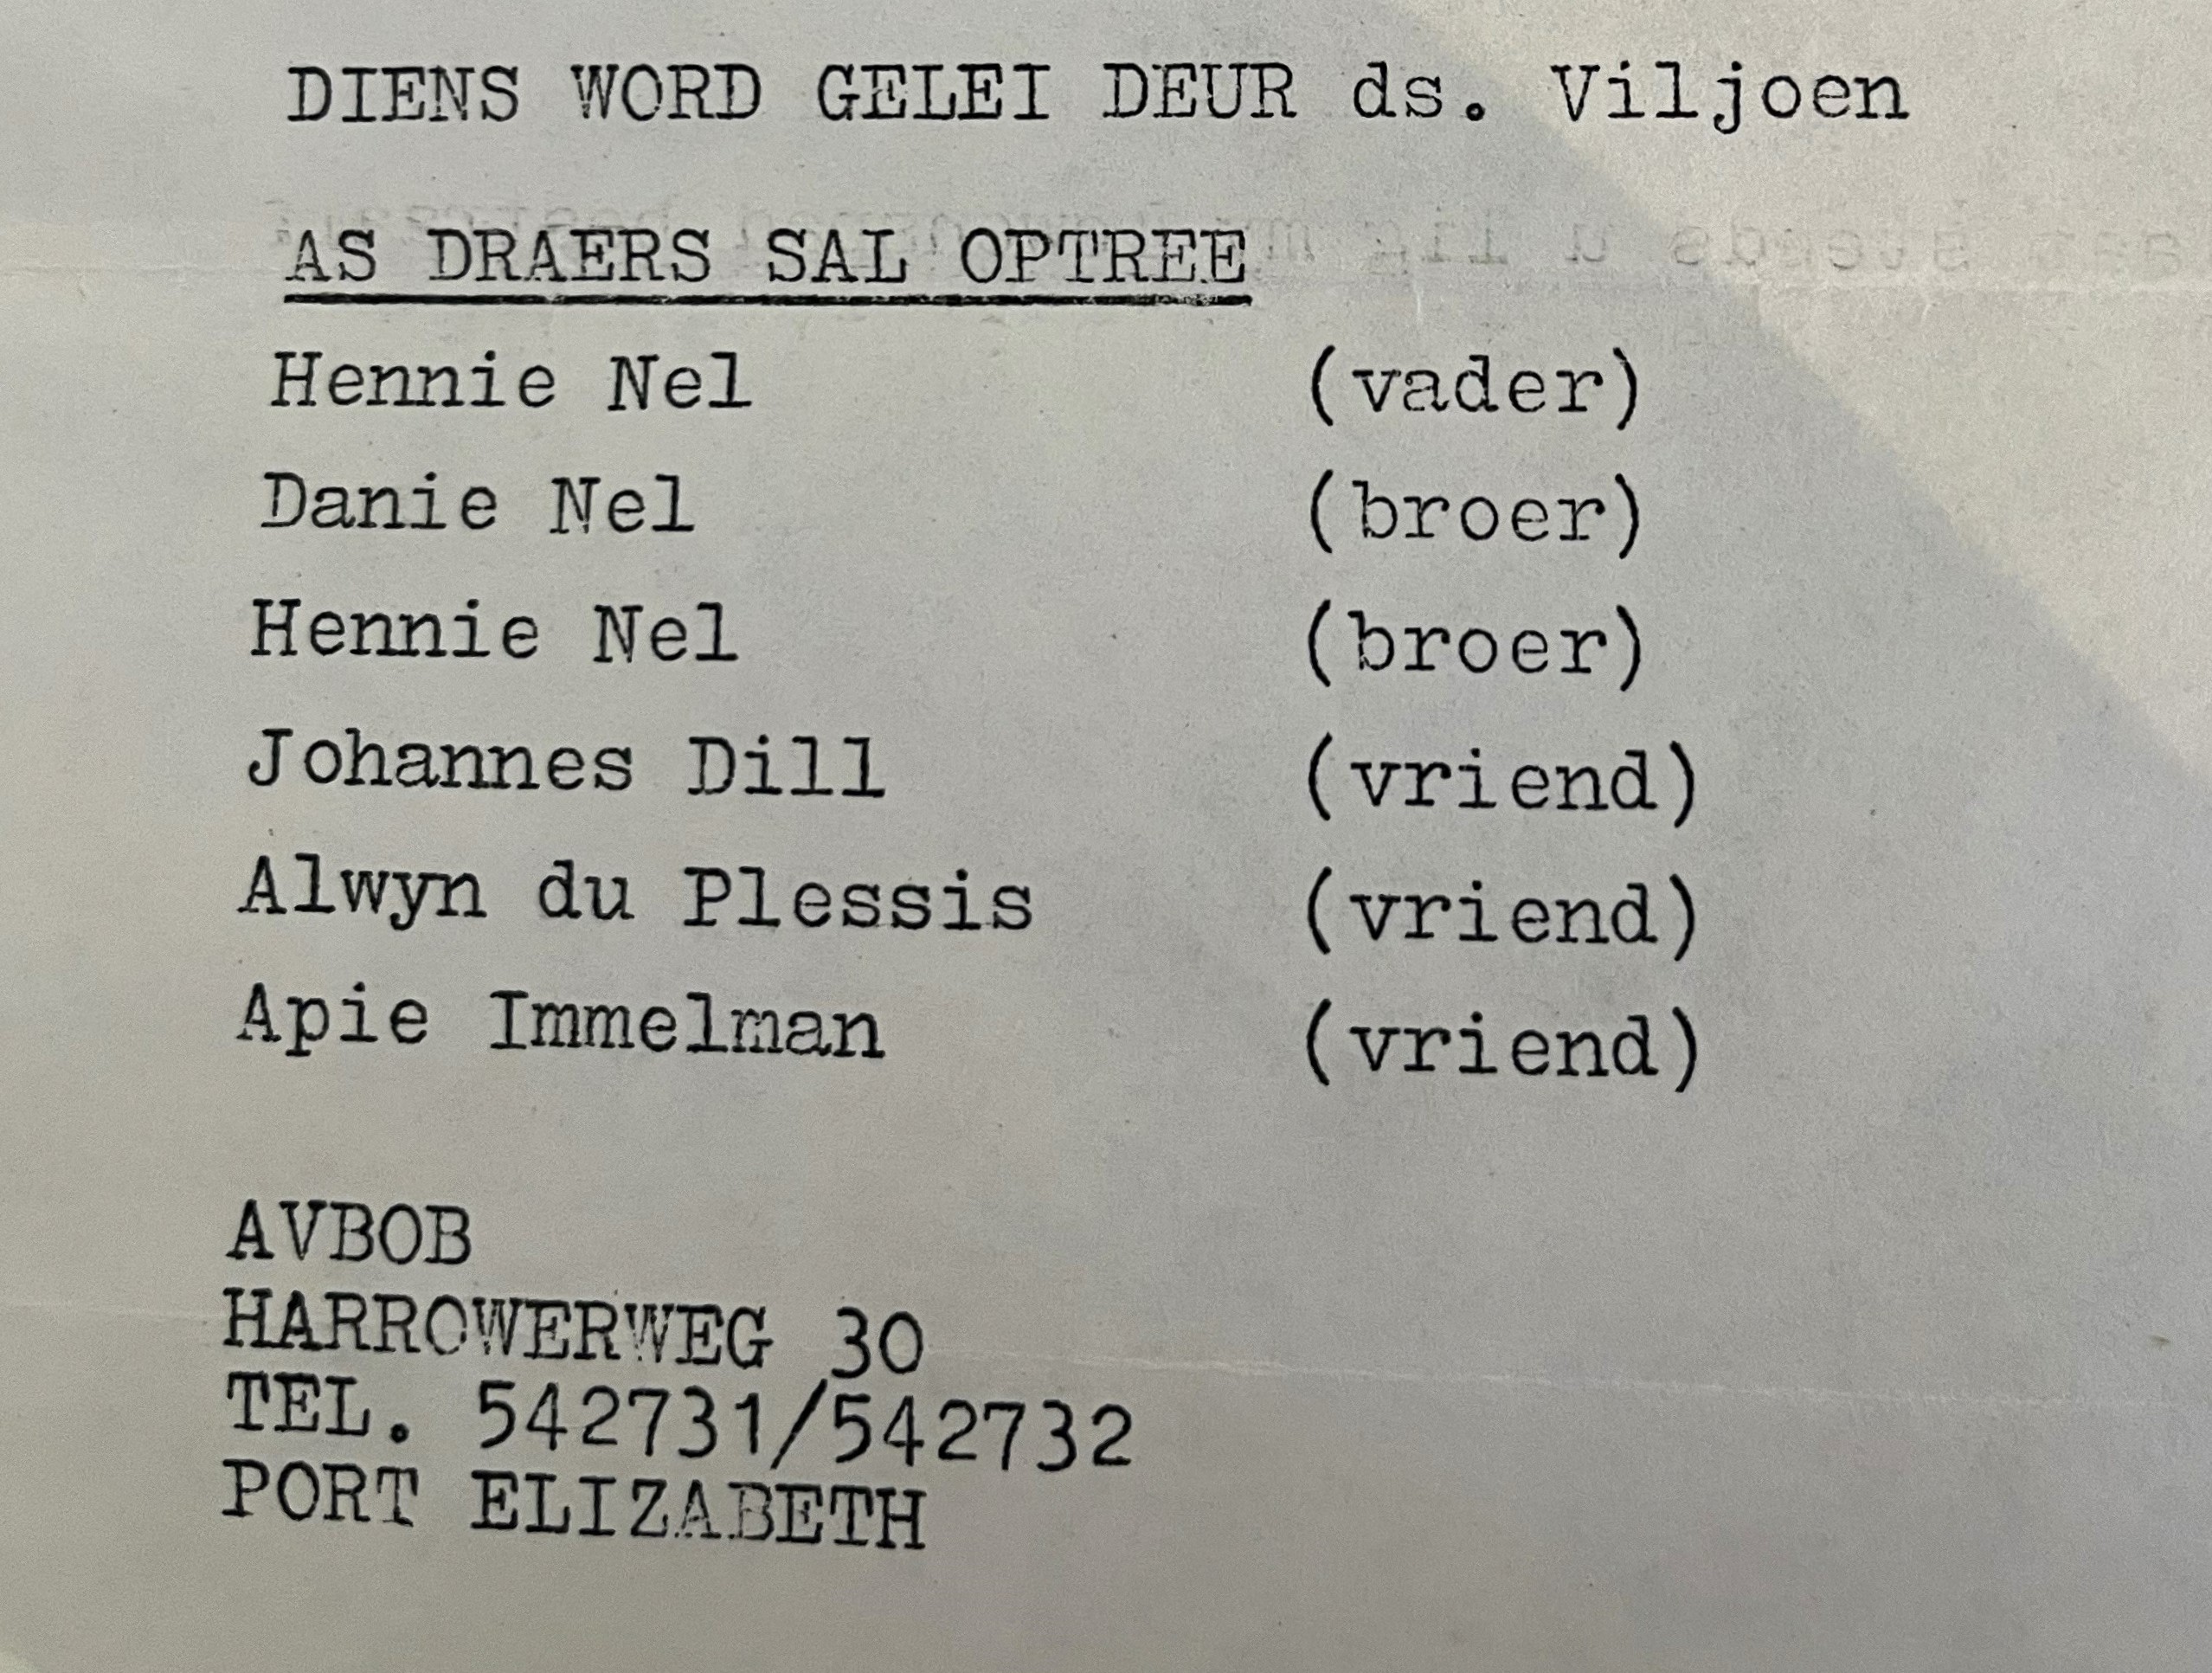 DIENS WORD GELEI DEUR ds. Viljoen
AS DRAERS SAL OPTREE
Hennie Nel (vader)
Danie Nel (broer)
Hennie Nel (broer)
Johannes Dill (vriend)
Alwyn du Plessis (vriend)
Apie Immelman (vriend)
AVBOB
HARROWERWEG 30
TEL. 542731/542732
PORT ELIZABETH